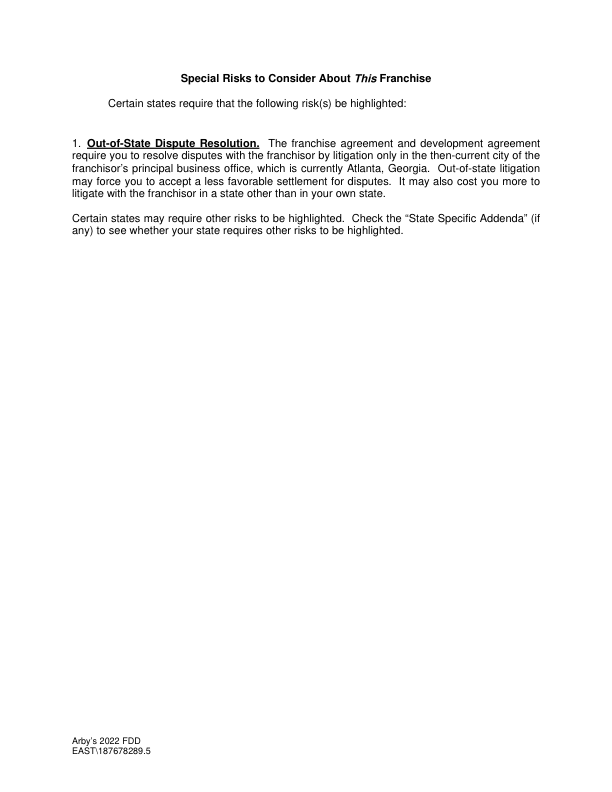 Special Risks to Consider About This Franchise
Certain states require that the following risk(s) be highlighted:
1. Out-of-State Dispute Resolution. The franchise agreement and development agreement
require you to resolve disputes with the franchisor by litigation only in the then-current city of the
franchisor’s principal business office, which is currently Atlanta, Georgia. Out-of-state litigation
may force you to accept a less favorable settlement for disputes. It may also cost you more to
litigate with the franchisor in a state other than in your own state.
Certain states may require other risks to be highlighted. Check the “State Specific Addenda” (if
any) to see whether your state requires other risks to be highlighted.
Arby’s 2022 FDD
EAST\187678289.5